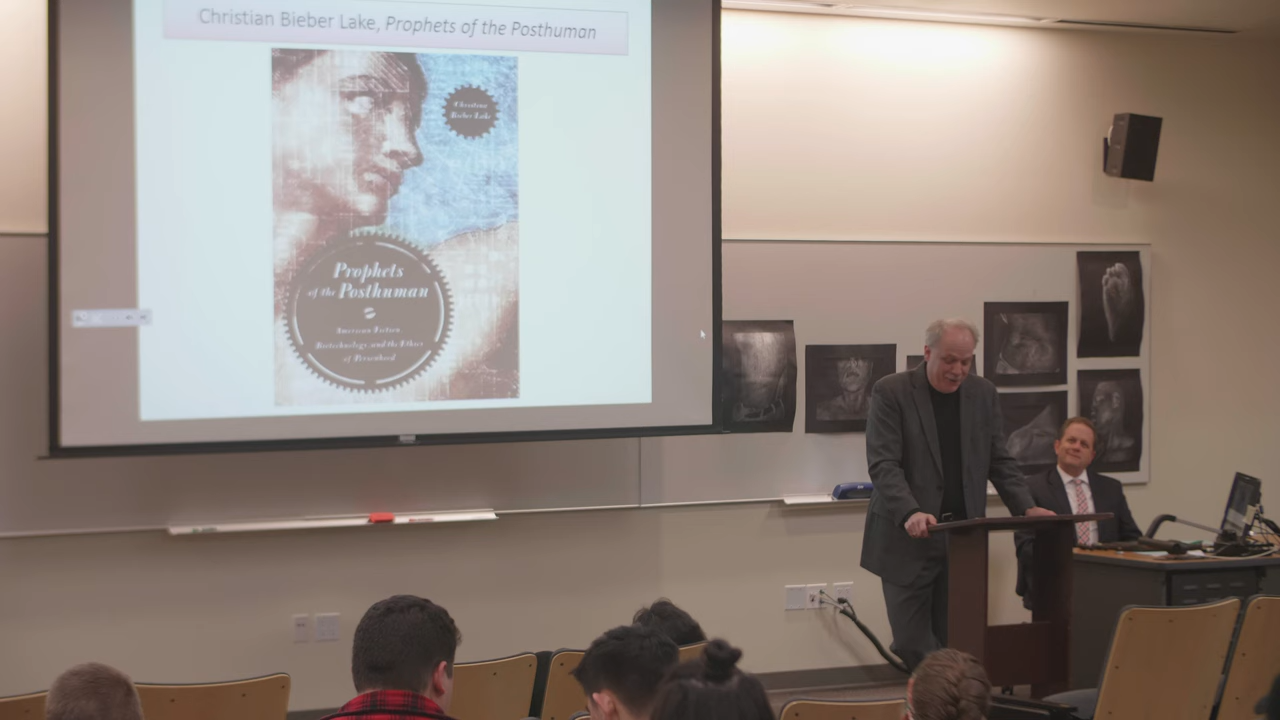 Christian Bieber Lake, Prophets of the Posthuman
Christina
Bieber Lake
Prophets
of the Posthuman
American Fiction,
Biotechnology, and the Ethics
of Personhood